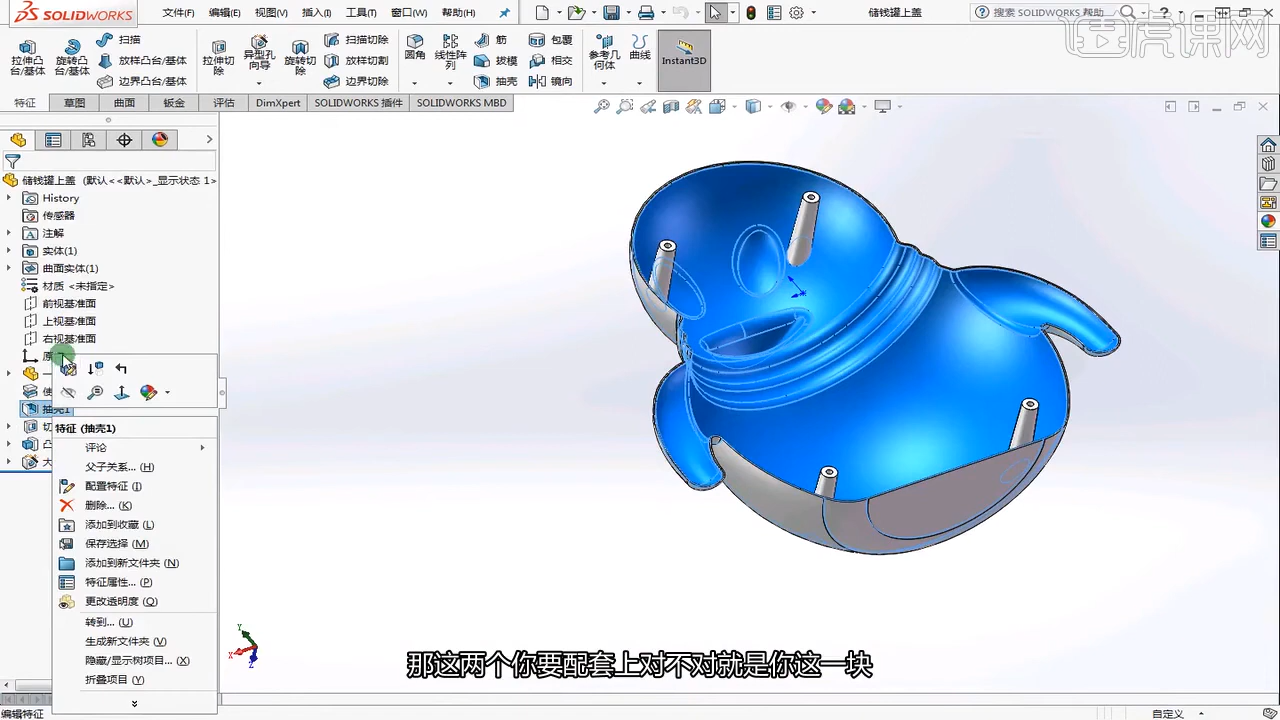 SOLIDWORKS
文件(F) 编辑(E) 视图(V) 插入(I) 工具(T) 窗口(W) 帮助(H) 储钱罐上盖 搜索 SOLIDWORKS 帮助
虎课网
拉伸凸台/基体 旋转凸台/基体 扫描 放样凸台/基体 边界凸台/基体 拉伸切除 异型孔向导 旋转切除 扫描切除 放样切割 边界切除 圆角 线性阵列 筋 拔模 抽壳 包覆 相交 镜向 参考几何体 曲线 Instant3D
特征 草图 曲面 钣金 评估 DimXpert SOLIDWORKS 插件 SOLIDWORKS MBD
储钱罐上盖 (默认<<默认>_显示状态 1>
History
传感器
注解
实体(1)
曲面实体(1)
材质 <未指定>
前视基准面
上视基准面
右视基准面
抽壳1
特征 (抽壳1)
评论
父子关系... (H)
配置特征 (I)
删除... (K)
添加到收藏 (L)
保存选择 (M)
添加到新文件夹 (N)
特征属性... (P)
更改透明度 (Q)
转到... (U)
生成新文件夹 (V)
隐藏/显示树项目... (X)
折叠项目 (Y)
Y
X
Z
那这两个你要配套上对不对就是你这一块
编辑特征 自定义